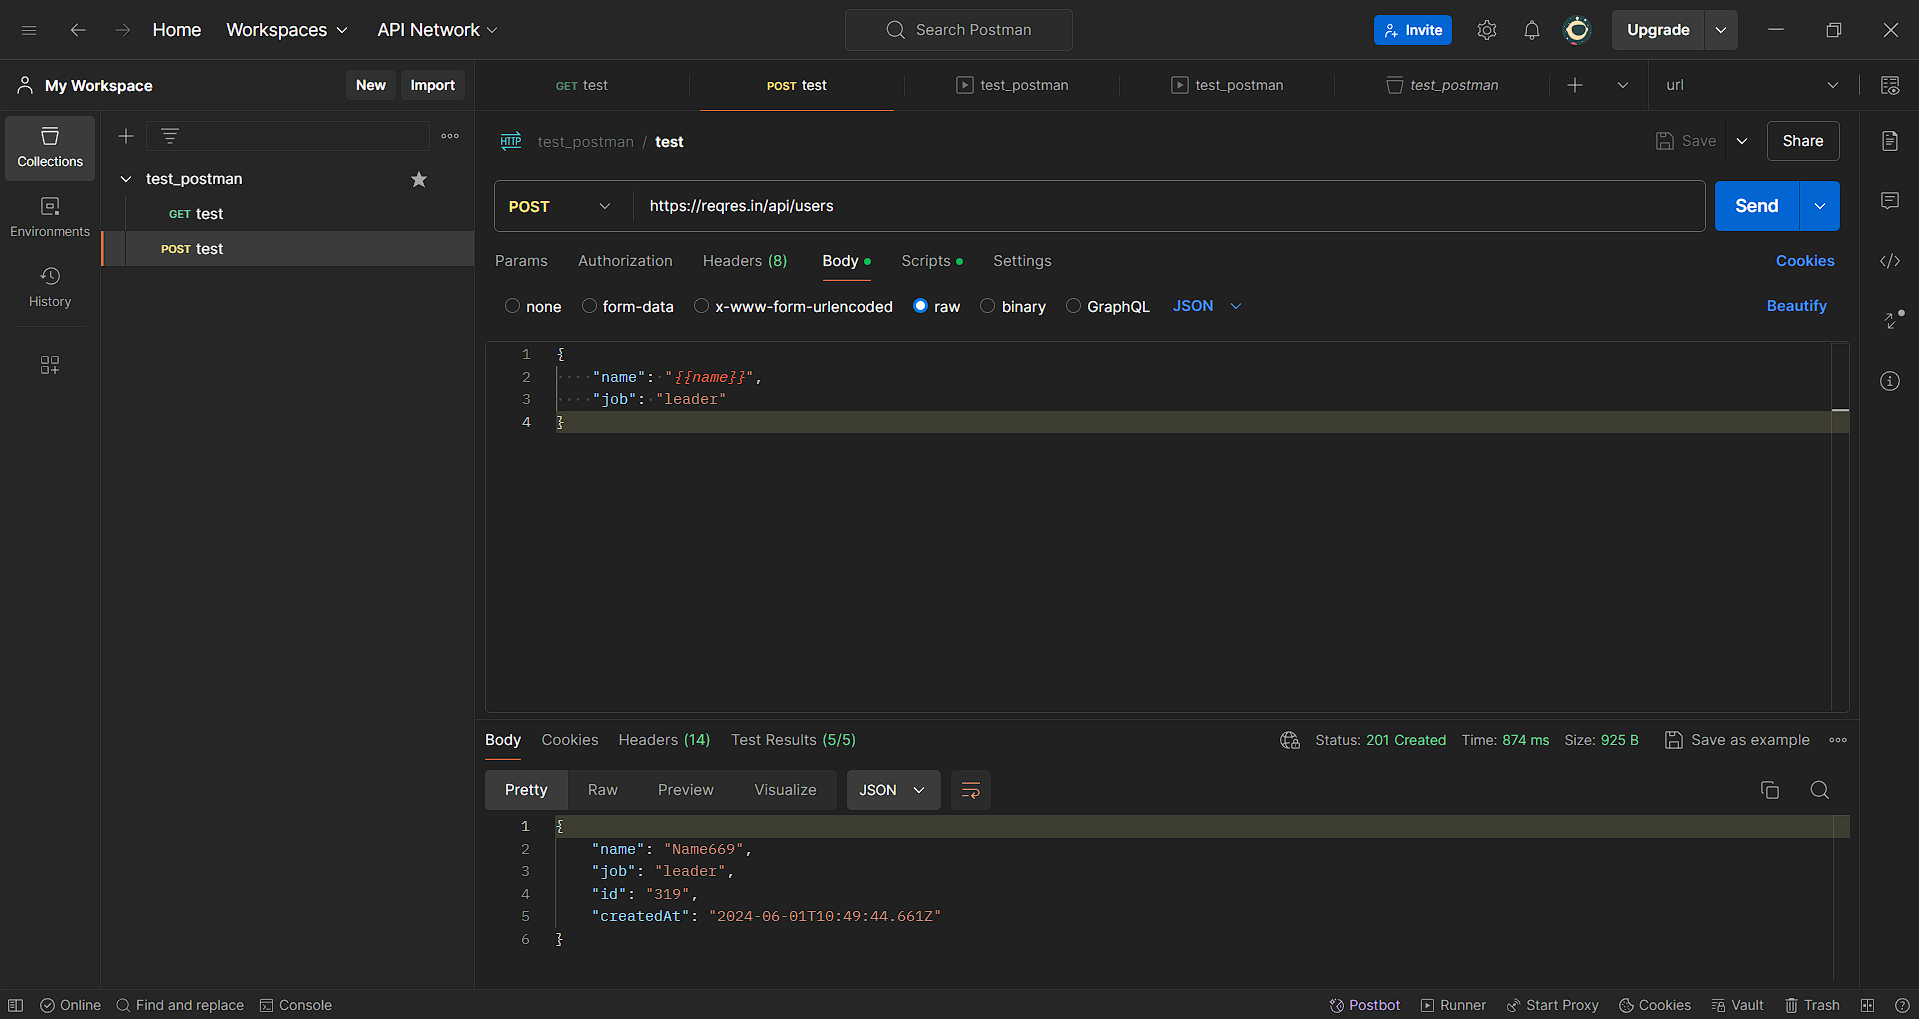 Home Workspaces API Network Search Postman Invite Upgrade
My Workspace New Import GET test POST test test_postman test_postman test_postman url
Collections
Environments
History
test_postman
GET test
POST test
HTTP test_postman / test Save Share
POST https://reqres.in/api/users Send
Params Authorization Headers (8) Body Scripts Settings Cookies
none form-data x-www-form-urlencoded raw binary GraphQL JSON Beautify
1 {
2 "name": "{{name}}",
3 "job": "leader"
4 }
Body Cookies Headers (14) Test Results (5/5) Status: 201 Created Time: 874 ms Size: 925 B Save as example
Pretty Raw Preview Visualize JSON
1 {
2 "name": "Name669",
3 "job": "leader",
4 "id": "319",
5 "createdAt": "2024-06-01T10:49:44.661Z"
6 }
Online Find and replace Console Postbot Runner Start Proxy Cookies Vault Trash